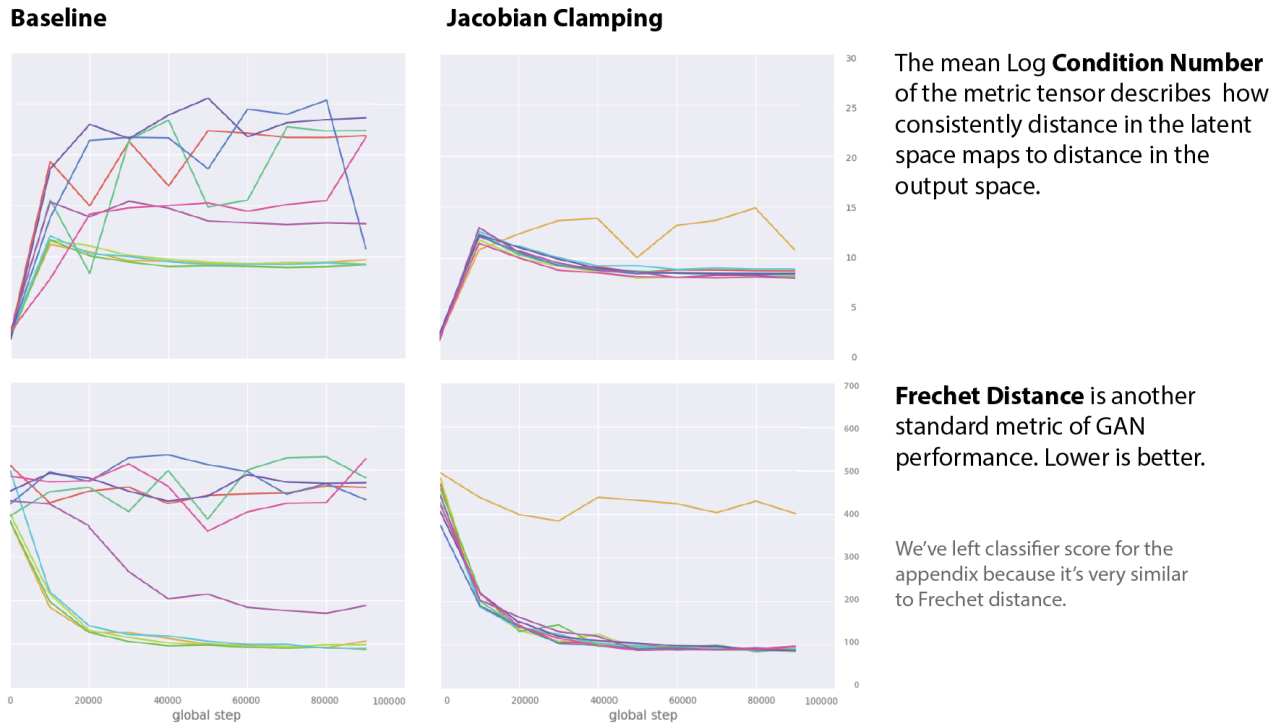 Baseline
Jacobian Clamping
30
25
20
15
10
5
0
The mean Log Condition Number
of the metric tensor describes how
consistently distance in the latent
space maps to distance in the
output space.
700
600
500
400
300
200
100
0
Frechet Distance is another
standard metric of GAN
performance. Lower is better.
We've left classifier score for the
appendix because it's very similar
to Frechet distance.
0 20000 40000 60000 80000 100000
global step
0 20000 40000 60000 80000 100000
global step